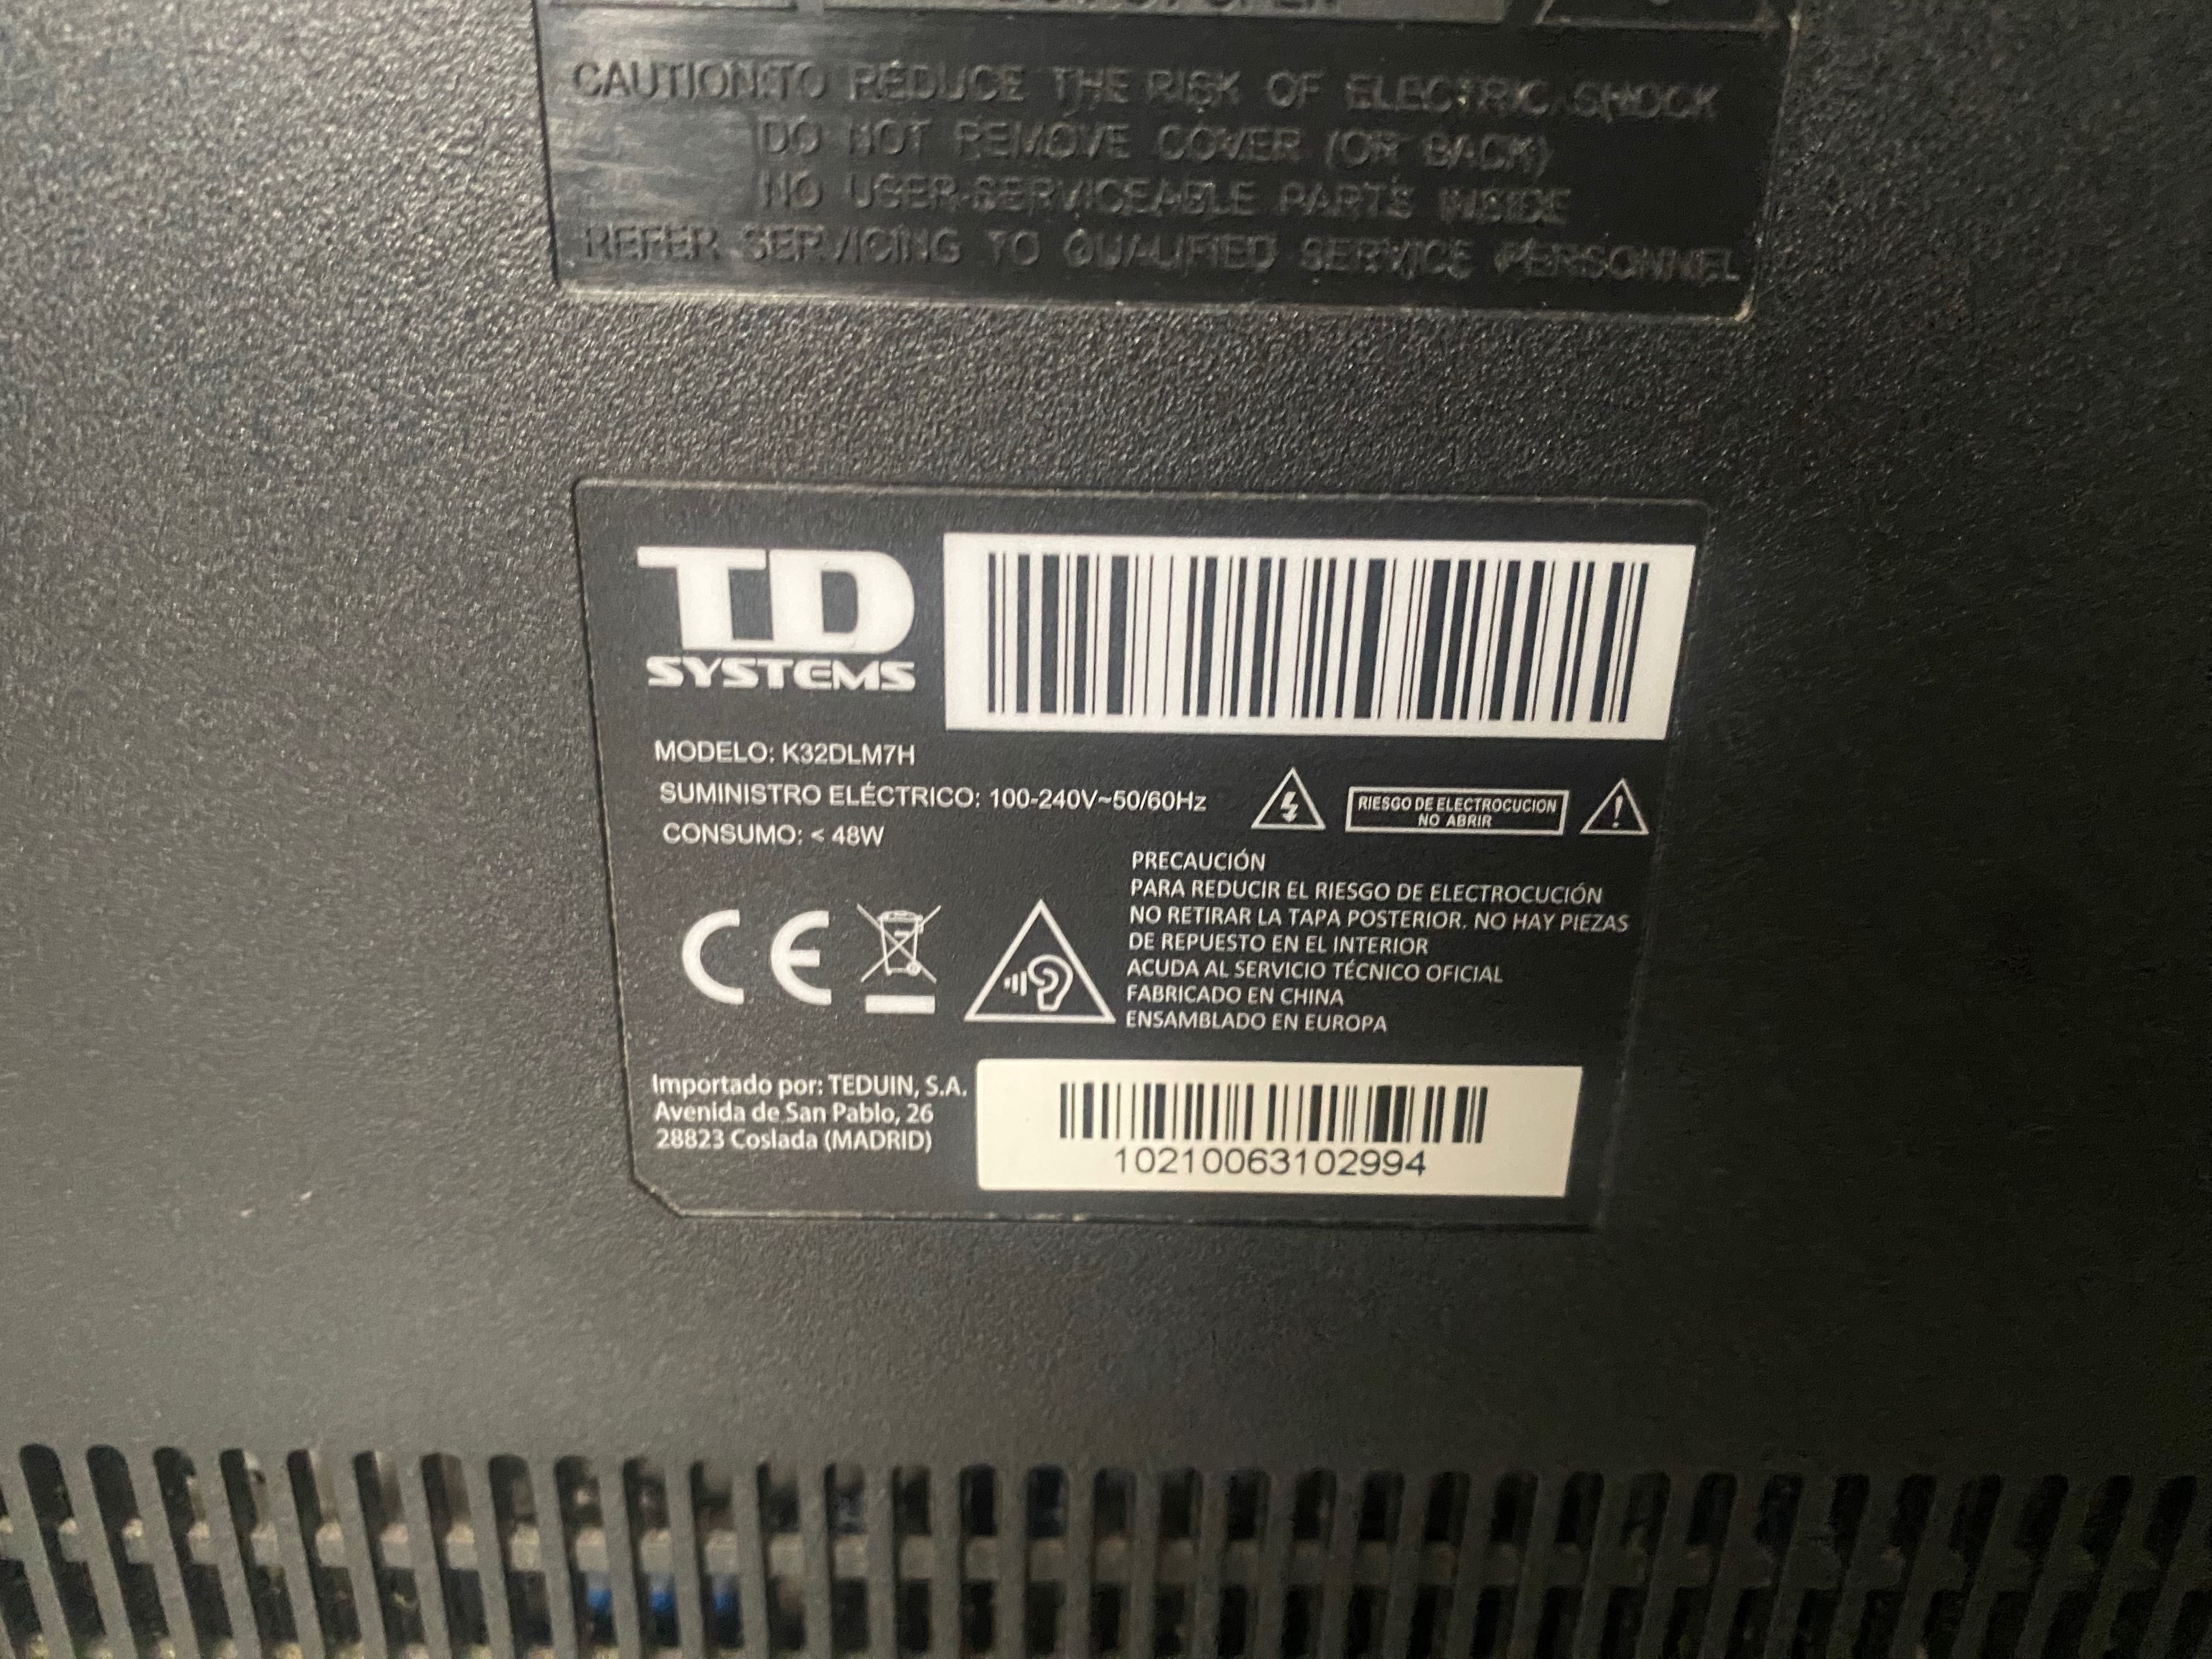 CAUTION:TO REDUCE THE RISK OF ELECTRIC SHOCK
DO NOT REMOVE COVER (OR BACK)
NO USER-SERVICEABLE PARTS INSIDE
REFER SERVICING TO QUALIFIED SERVICE PERSONNEL
TD
SYSTEMS
MODELO: K32DLM7H
SUMINISTRO ELÉCTRICO: 100-240V~50/60Hz
CONSUMO: < 48W
RIESGO DE ELECTROCUCION
NO ABRIR
PRECAUCIÓN
PARA REDUCIR EL RIESGO DE ELECTROCUCIÓN
NO RETIRAR LA TAPA POSTERIOR. NO HAY PIEZAS
DE REPUESTO EN EL INTERIOR
ACUDA AL SERVICIO TÉCNICO OFICIAL
FABRICADO EN CHINA
ENSAMBLADO EN EUROPA
CE
Importado por: TEDUIN, S.A.
Avenida de San Pablo, 26
28823 Coslada (MADRID)
10210063102994